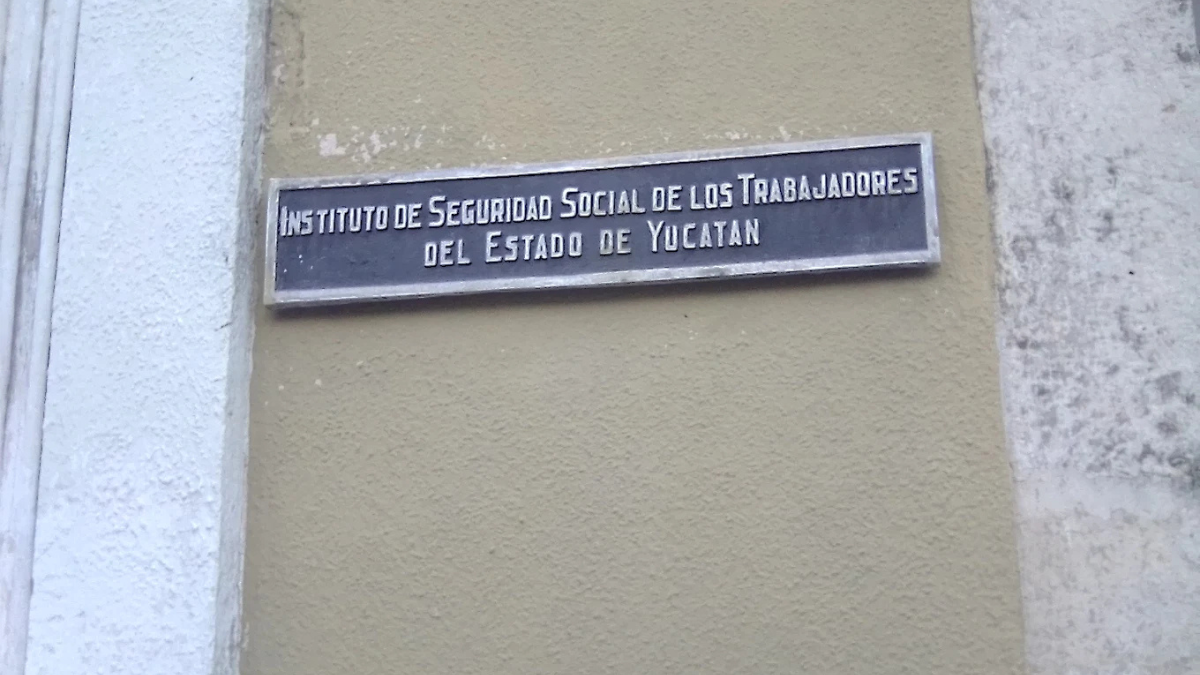 Instituto de Seguridad Social de los Trabajadores
del Estado de Yucatan